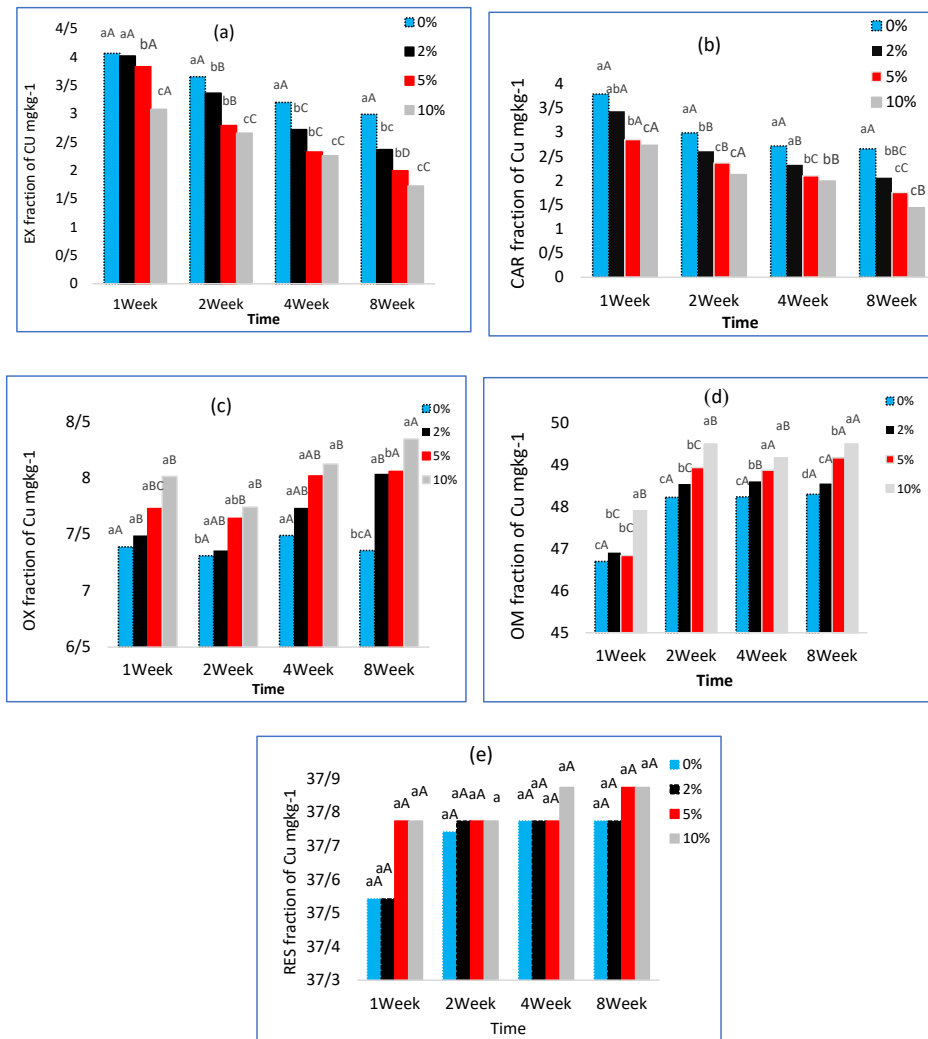 (a)
EX fraction of Cu mgkg-1
4/5
4
3/5
3
2/5
2
1/5
1
0/5
0
aA aA bA cA
aA bB bB cC
aA bC bC cC
aA bc bD cC
1Week 2Week 4Week 8Week
Time
0%
2%
5%
10%
(b)
CAR fraction of Cu mgkg-1
4
3/5
3
2/5
2
1/5
1
0/5
0
aA abA bA cA
aA bB cB cA
aA aB bC bB
aA bBC cC cB
1Week 2Week 4Week 8Week
Time
0%
2%
5%
10%
(c)
OX fraction of Cu mgkg-1
8/5
8
7/5
7
6/5
aA aB aBC aB
bA aAB abB aB
aA aAB aAB aB
bcA aB bA aA
1Week 2Week 4Week 8Week
Time
0%
2%
5%
10%
(d)
OM fraction of Cu mgkg-1
50
49
48
47
46
45
cA bC bC aB
cA bC bC aB
cA bB aA aB
dA cA bA aA
1Week 2Week 4Week 8Week
Time
0%
2%
5%
10%
(e)
RES fraction of Cu mgkg-1
37/9
37/8
37/7
37/6
37/5
37/4
37/3
aA aA aA aA
aA aA aA a
aA aA aA aA
aA aA aA aA
1Week 2Week 4Week 8Week
Time
0%
2%
5%
10%